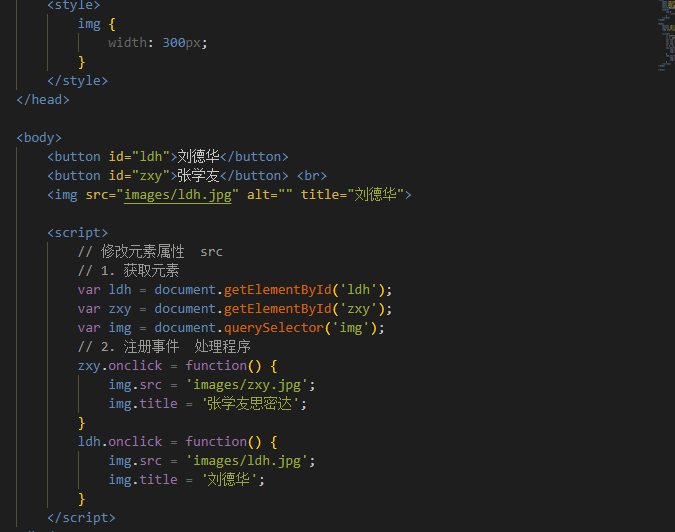 <style>
img {
width: 300px;
}
</style>
</head>
<body>
<button id="ldh">刘德华</button>
<button id="zxy">张学友</button> <br>
<img src="images/ldh.jpg" alt="" title="刘德华">
<script>
// 修改元素属性  src
// 1. 获取元素
var ldh = document.getElementById('ldh');
var zxy = document.getElementById('zxy');
var img = document.querySelector('img');
// 2. 注册事件  处理程序
zxy.onclick = function() {
img.src = 'images/zxy.jpg';
img.title = '张学友思密达';
}
ldh.onclick = function() {
img.src = 'images/ldh.jpg';
img.title = '刘德华';
}
</script>